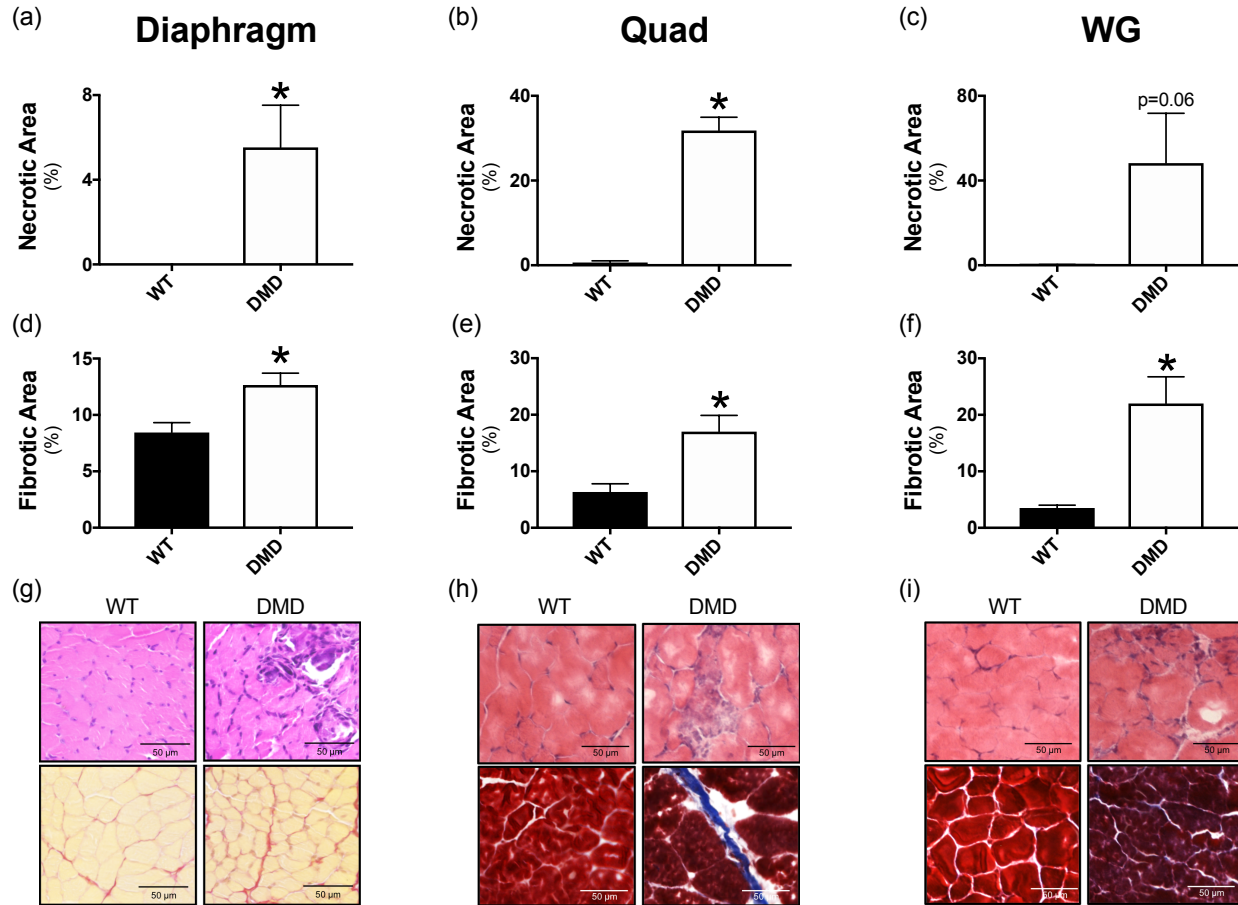 (a) Diaphragm (b) Quad (c) WG
Necrotic Area
(%)
8
4
0
*
WT
DMD
Necrotic Area
(%)
40
20
0
*
WT
DMD
Necrotic Area
(%)
80
40
0
p=0.06
WT
DMD
(d)
Fibrotic Area
(%)
15
10
5
0
*
WT
DMD
(e)
Fibrotic Area
(%)
30
20
10
0
*
WT
DMD
(f)
Fibrotic Area
(%)
30
20
10
0
*
WT
DMD
(g)
WT DMD
50 µm 50 µm
50 µm 50 µm
(h)
WT DMD
50 µm 50 µm
50 µm 50 µm
(i)
WT DMD
50 µm 50 µm
50 µm 50 µm